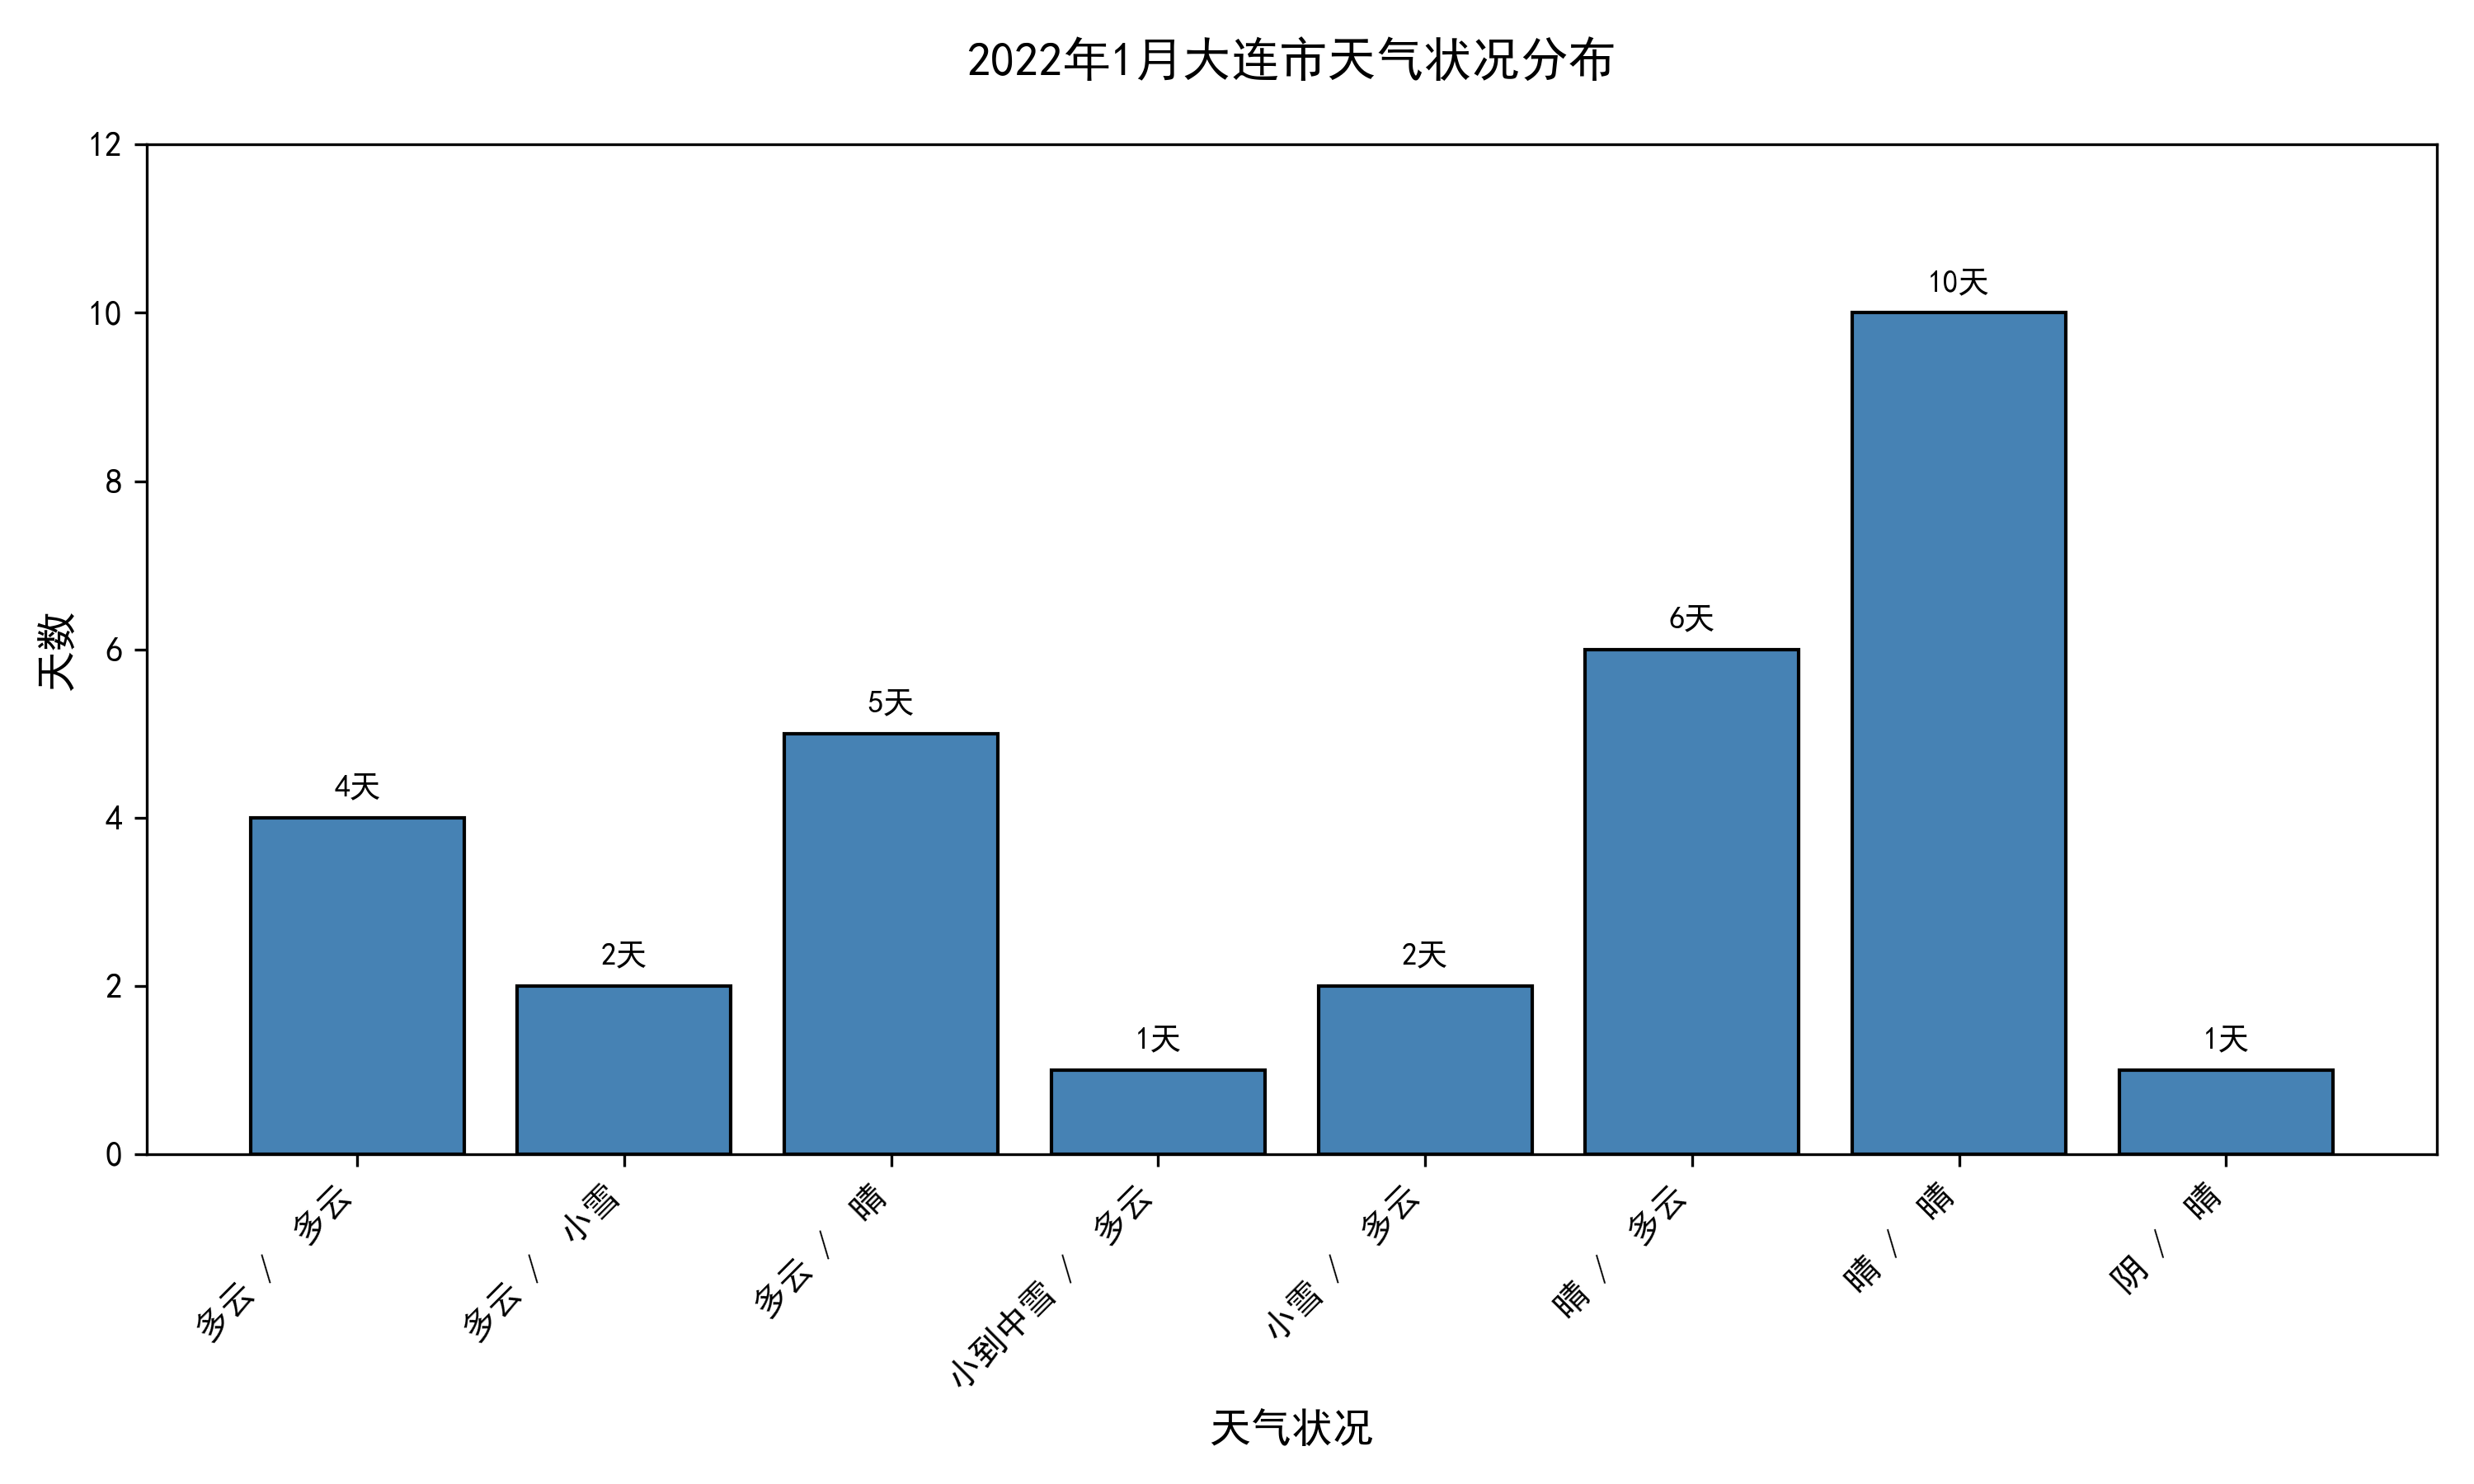 2022年1月大连市天气状况分布
12
10
8
6
4
2
0
天数
4天
2天
5天
1天
2天
6天
10天
1天
多云 / 多云
多云 / 小雪
多云 / 晴
小到中雪 / 多云
小雪 / 多云
晴 / 多云
晴 / 晴
阴 / 晴
天气状况